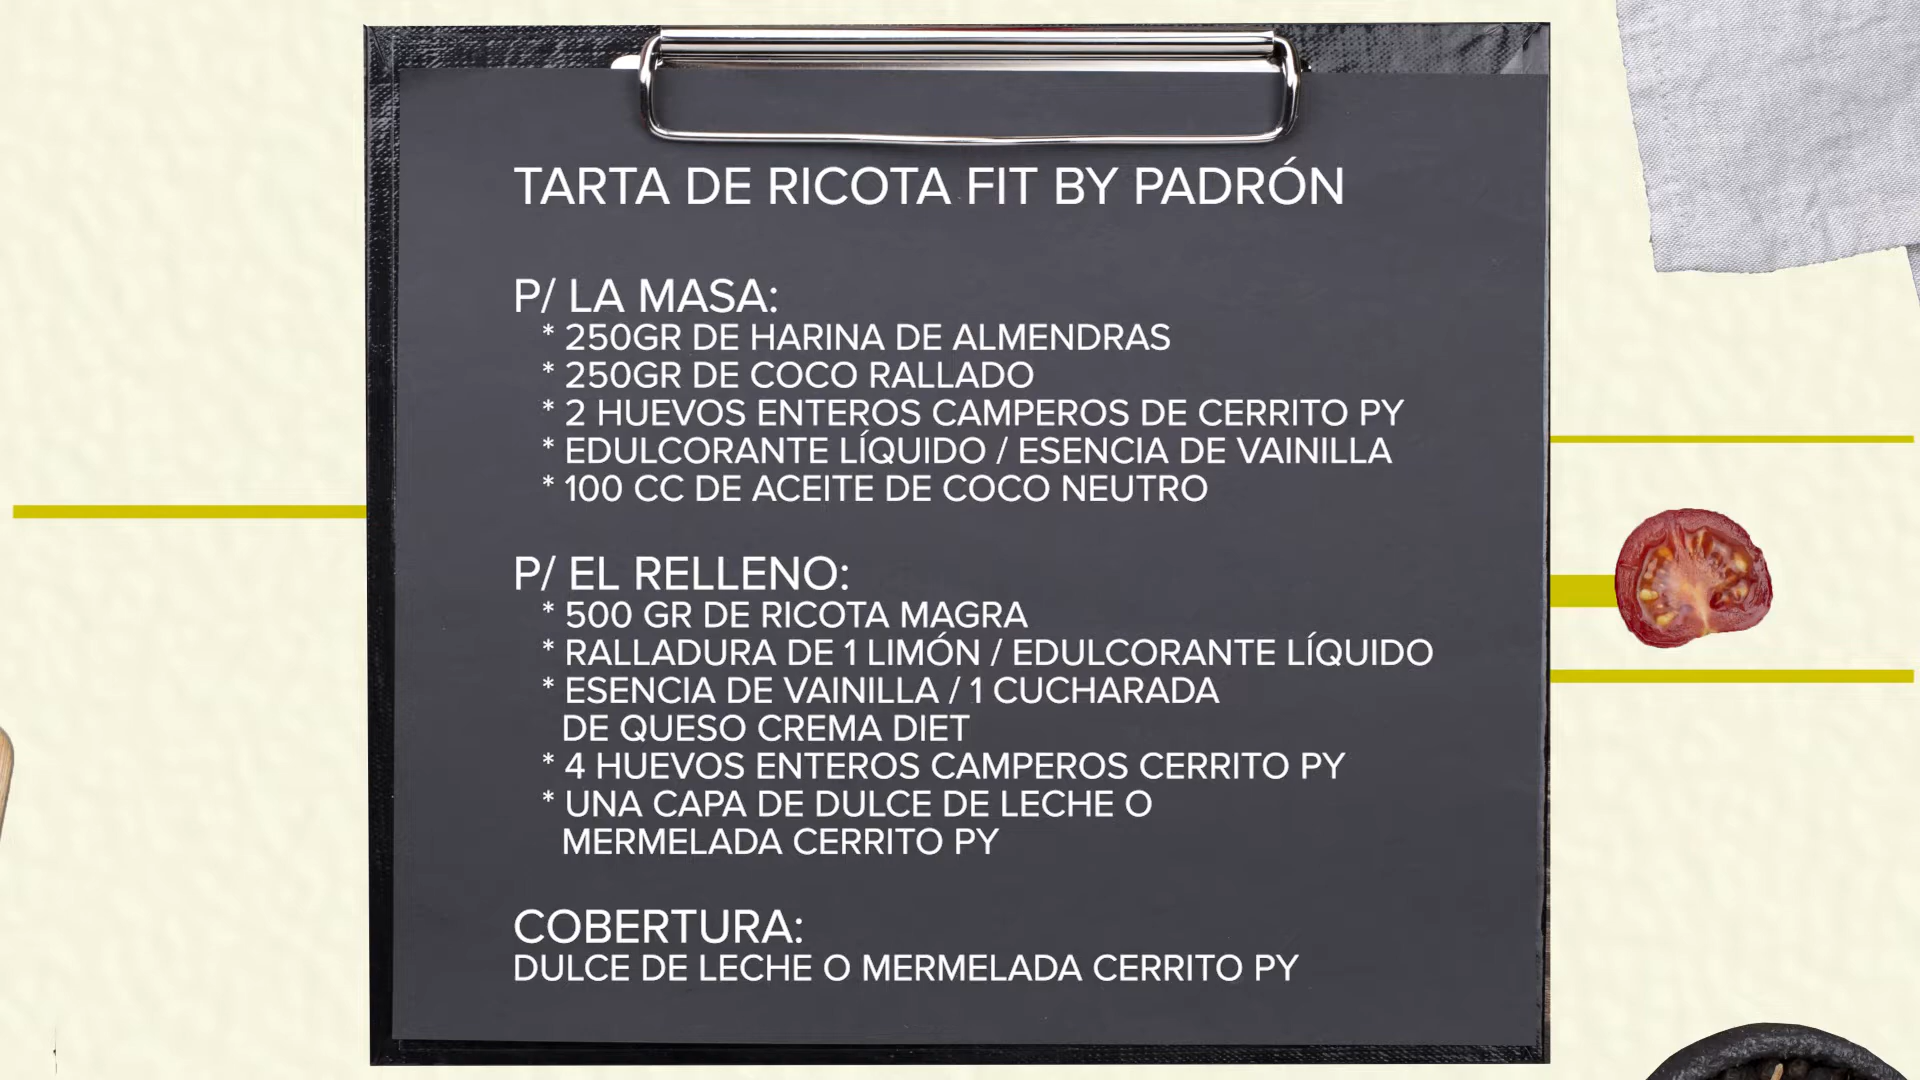 TARTA DE RICOTA FIT BY PADRÓN
P/ LA MASA:
* 250GR DE HARINA DE ALMENDRAS
* 250GR DE COCO RALLADO
* 2 HUEVOS ENTEROS CAMPEROS DE CERRITO PY
* EDULCORANTE LÍQUIDO / ESENCIA DE VAINILLA
* 100 CC DE ACEITE DE COCO NEUTRO
P/ EL RELLENO:
* 500 GR DE RICOTA MAGRA
* RALLADURA DE 1 LIMÓN / EDULCORANTE LÍQUIDO
* ESENCIA DE VAINILLA / 1 CUCHARADA
DE QUESO CREMA DIET
* 4 HUEVOS ENTEROS CAMPEROS CERRITO PY
* UNA CAPA DE DULCE DE LECHE O
MERMELADA CERRITO PY
COBERTURA:
DULCE DE LECHE O MERMELADA CERRITO PY